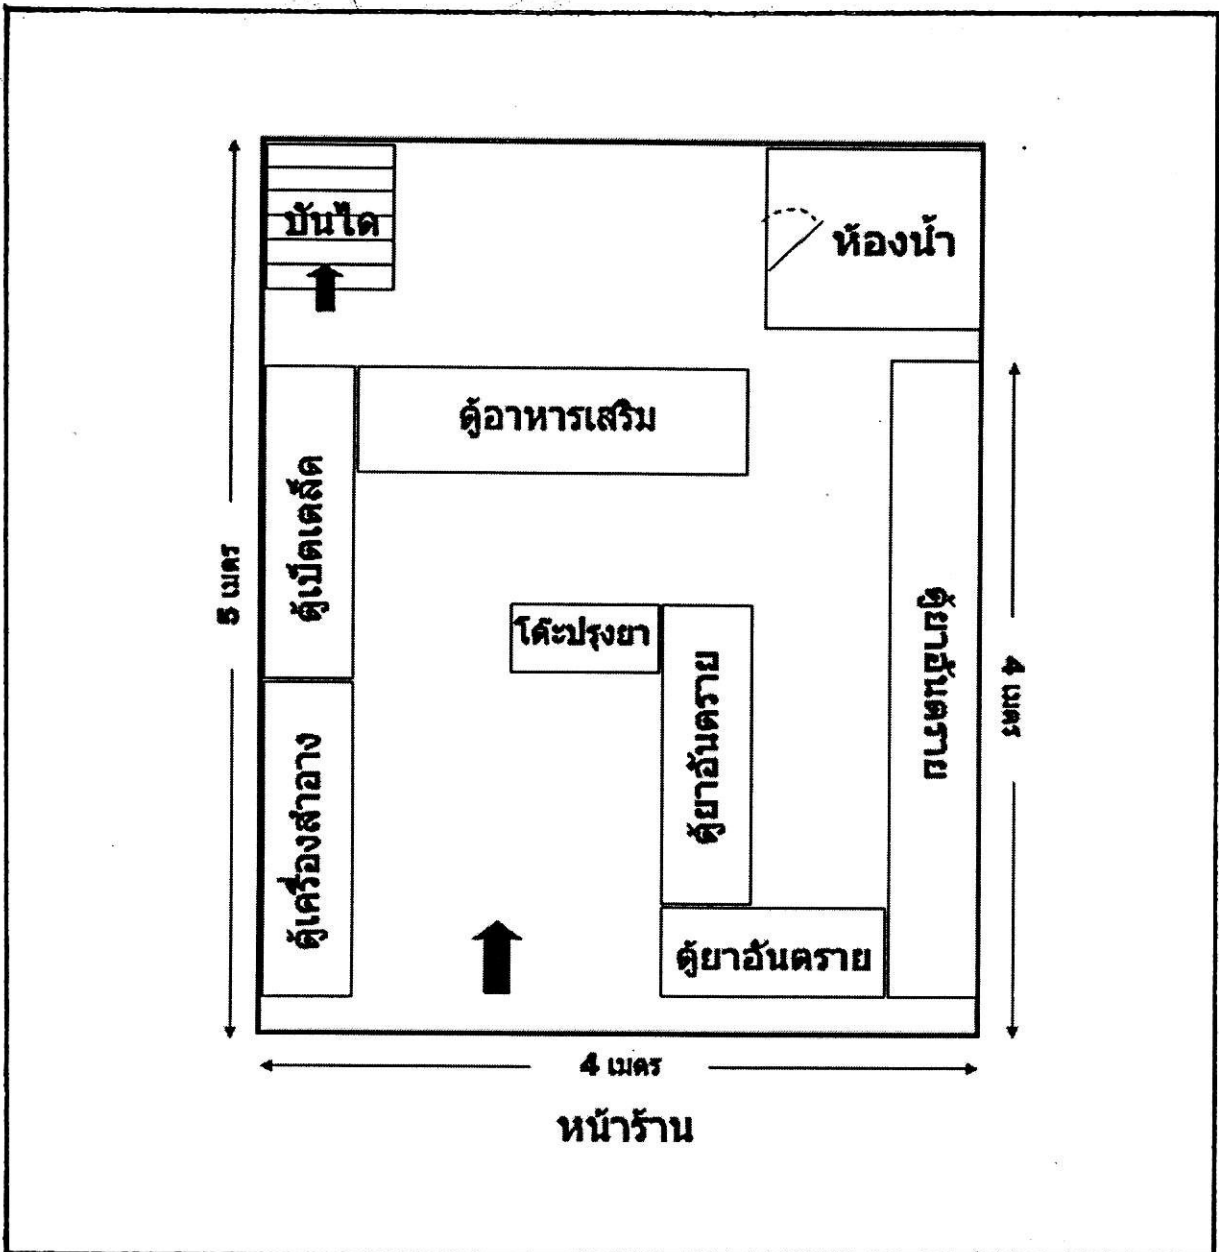 บันได
ห้องน้ำ
ตู้อาหารเสริม
ตู้เบ็ดเตล็ด
5 เมตร
โต๊ะปรุงยา
ตู้ยาอันตราย
ตู้ยาอันตราย
4 เมตร
ตู้เครื่องสำอาง
ตู้ยาอันตราย
4 เมตร
หน้าร้าน